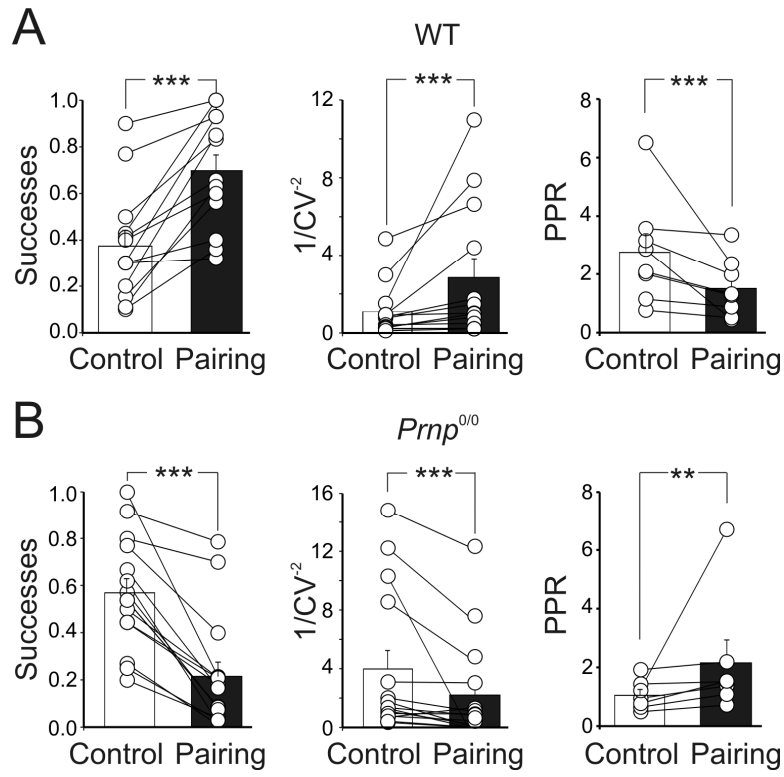 A
WT
***
***
***
Successes
1.0
0.8
0.6
0.4
0.2
0.0
Control Pairing
1/CV-2
12
8
4
0
Control Pairing
PPR
8
6
4
2
0
Control Pairing
B
Prnp0/0
***
***
**
Successes
1.0
0.8
0.6
0.4
0.2
0.0
Control Pairing
1/CV-2
16
12
8
4
0
Control Pairing
PPR
8
6
4
2
0
Control Pairing